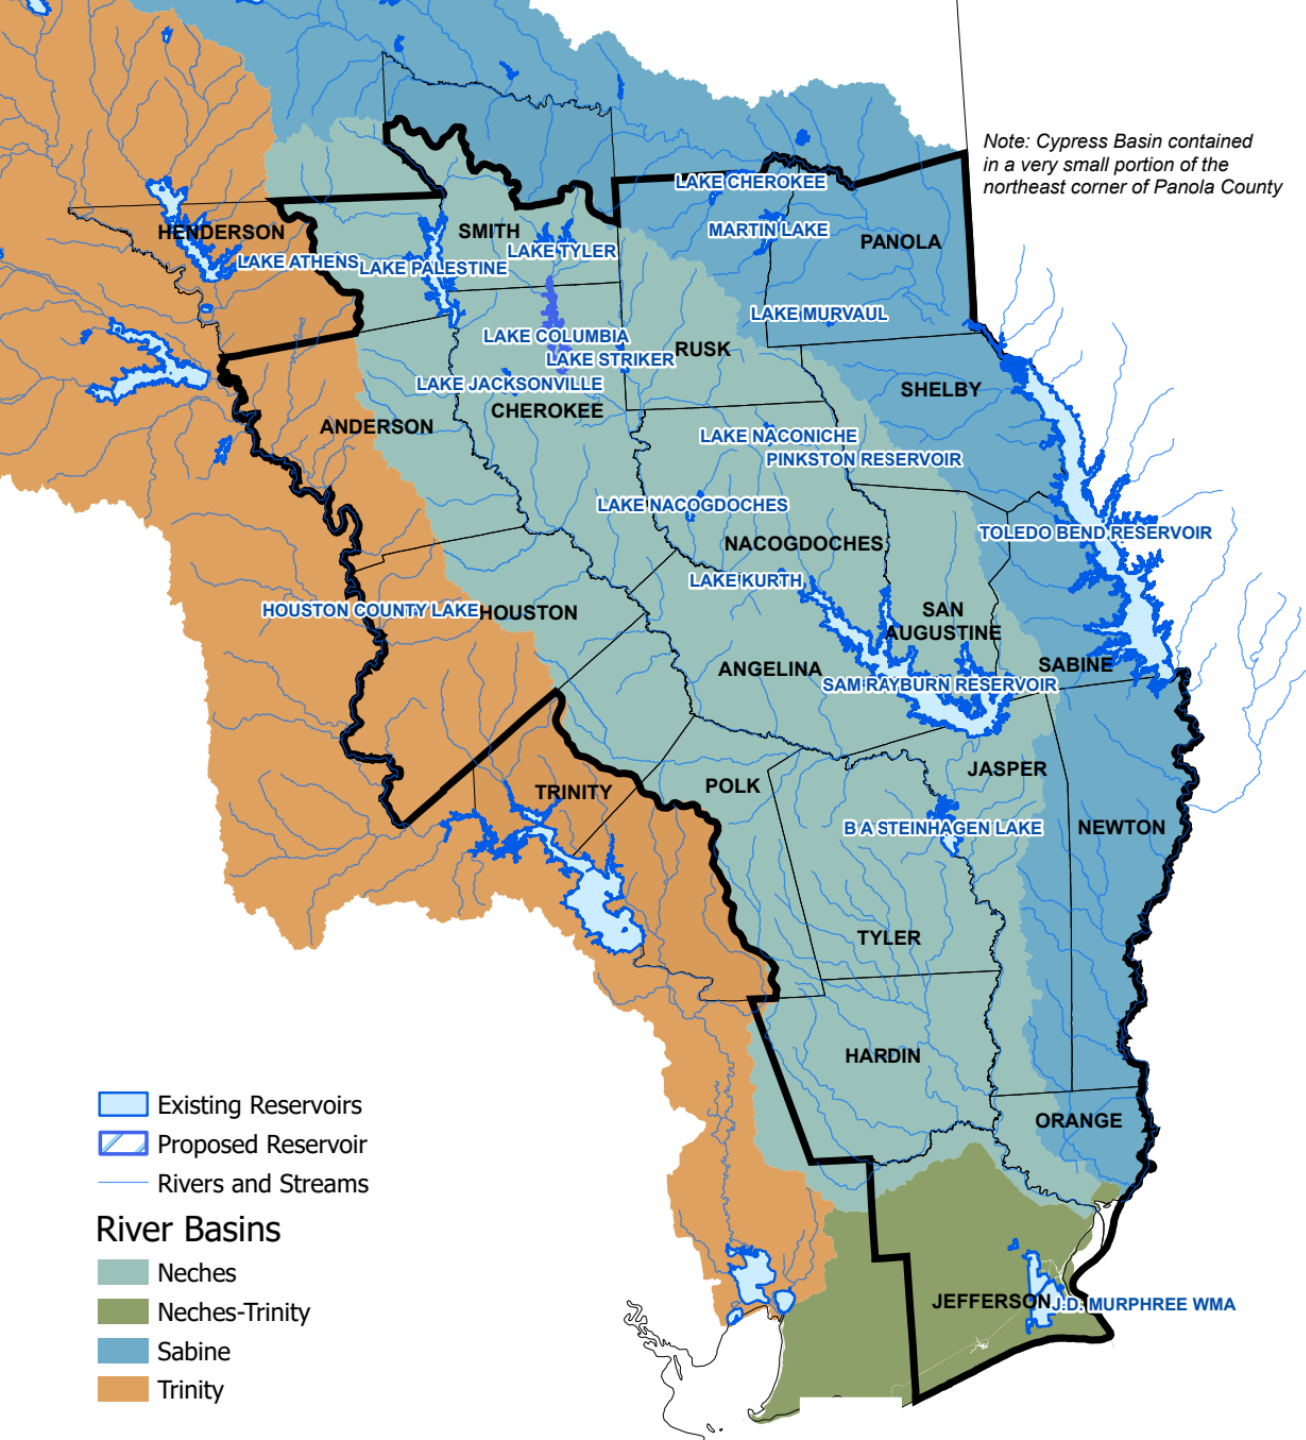 Note: Cypress Basin contained
in a very small portion of the
northeast corner of Panola County
LAKE CHEROKEE
HENDERSON
SMITH
MARTIN LAKE
PANOLA
LAKE TYLER
LAKE ATHENS
LAKE PALESTINE
LAKE MURVAUL
LAKE COLUMBIA
RUSK
LAKE STRIKER
LAKE JACKSONVILLE
SHELBY
CHEROKEE
ANDERSON
LAKE NACONICHE
PINKSTON RESERVOIR
LAKE NACOGDOCHES
TOLEDO BEND RESERVOIR
NACOGDOCHES
LAKE KURTH
HOUSTON COUNTY LAKE
HOUSTON
SAN
AUGUSTINE
ANGELINA
SABINE
SAM RAYBURN RESERVOIR
JASPER
TRINITY
POLK
B A STEINHAGEN LAKE
NEWTON
TYLER
HARDIN
ORANGE
JEFFERSON
J.D. MURPHREE WMA
Existing Reservoirs
Proposed Reservoir
Rivers and Streams
River Basins
Neches
Neches-Trinity
Sabine
Trinity